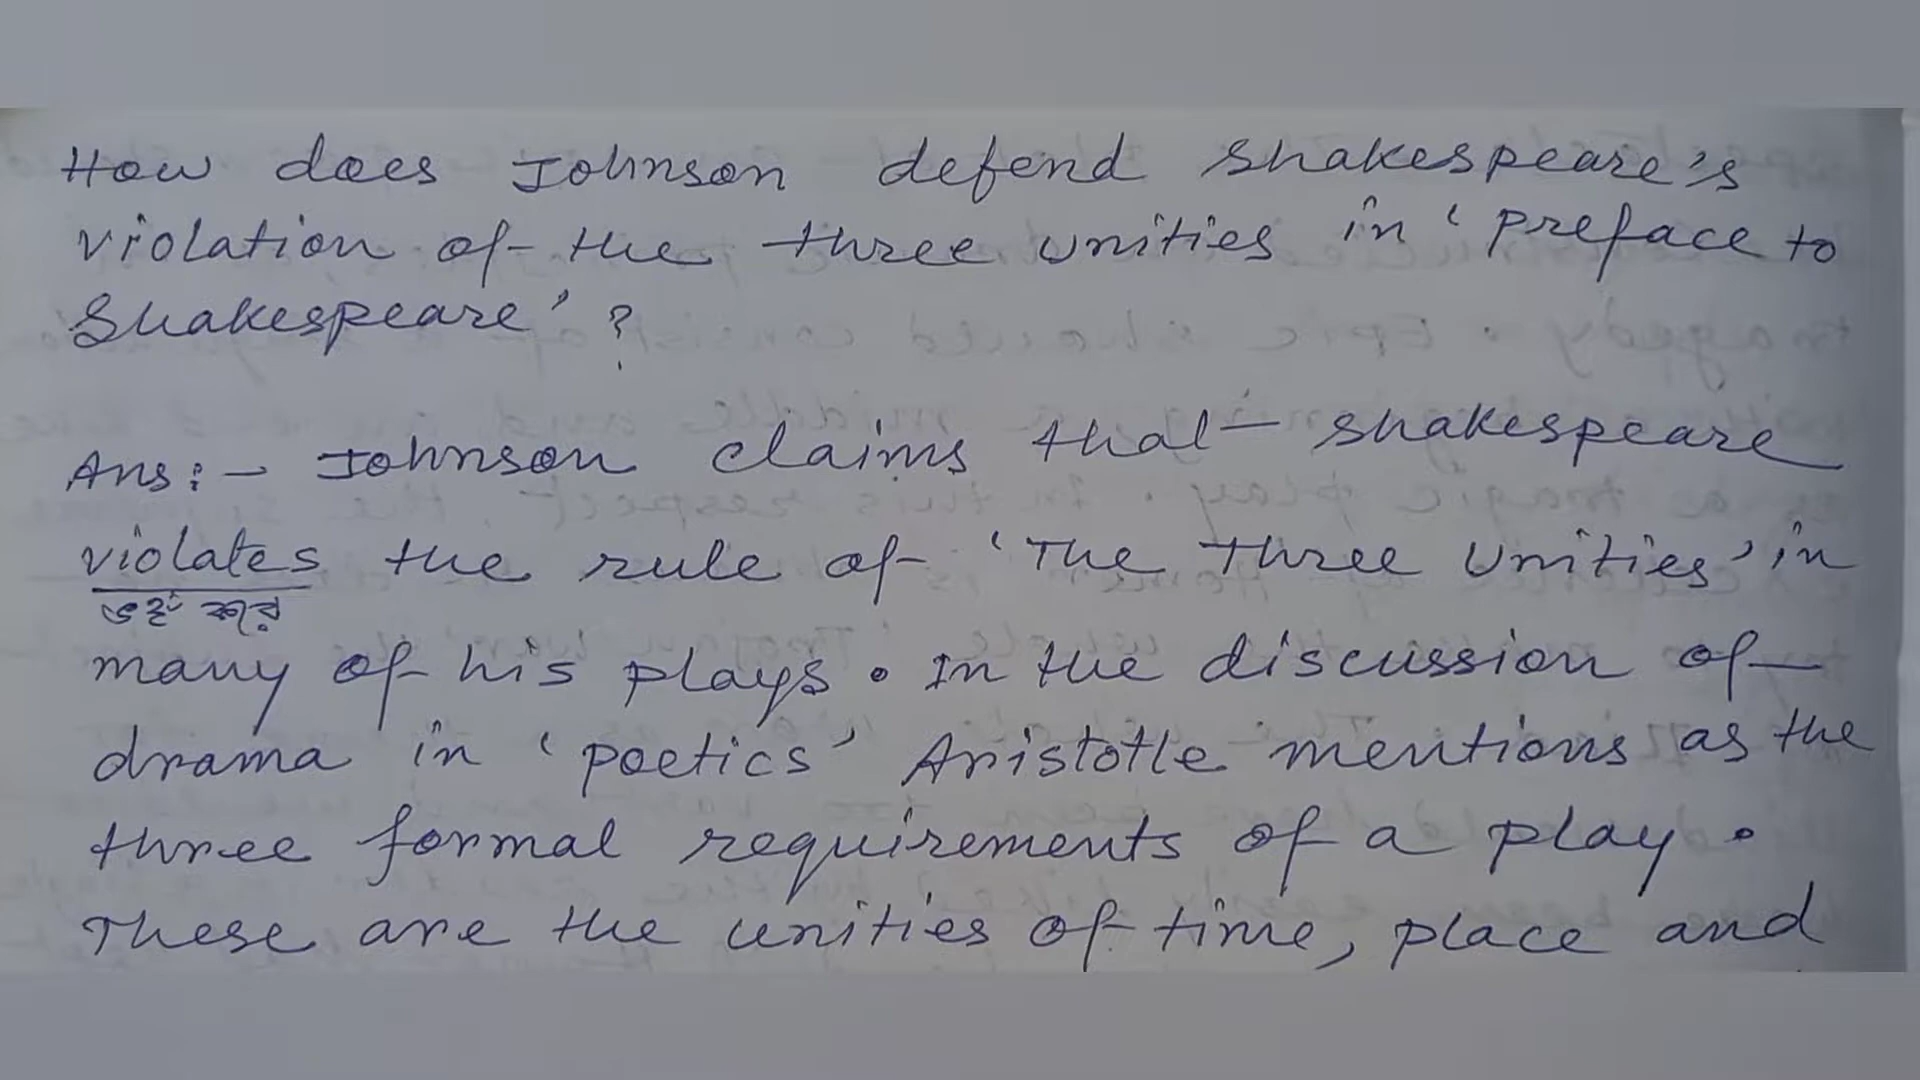 How does Johnson defend Shakespeare's
violation of the three unities in 'Preface to
Shakespeare' ?
Ans :- Johnson claims that Shakespeare
violates the rule of 'The Three Unities' in
ভঙ্গ করে
many of his plays. In the discussion of
drama in 'poetics' Aristotle mentions as the
three formal requirements of a play.
These are the unities of time, place and